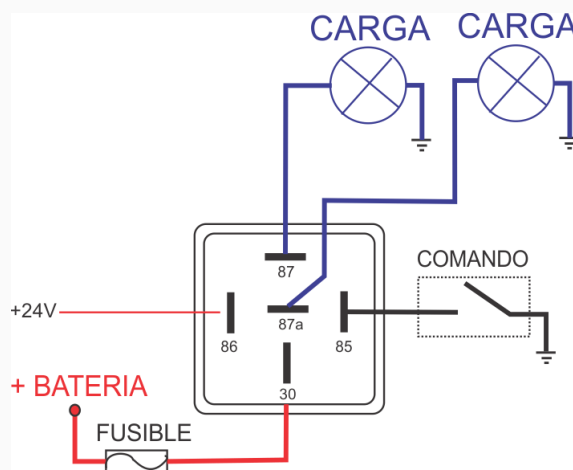 CARGA
CARGA
87
COMANDO
+24V
87a
86
85
+ BATERIA
30
FUSIBLE